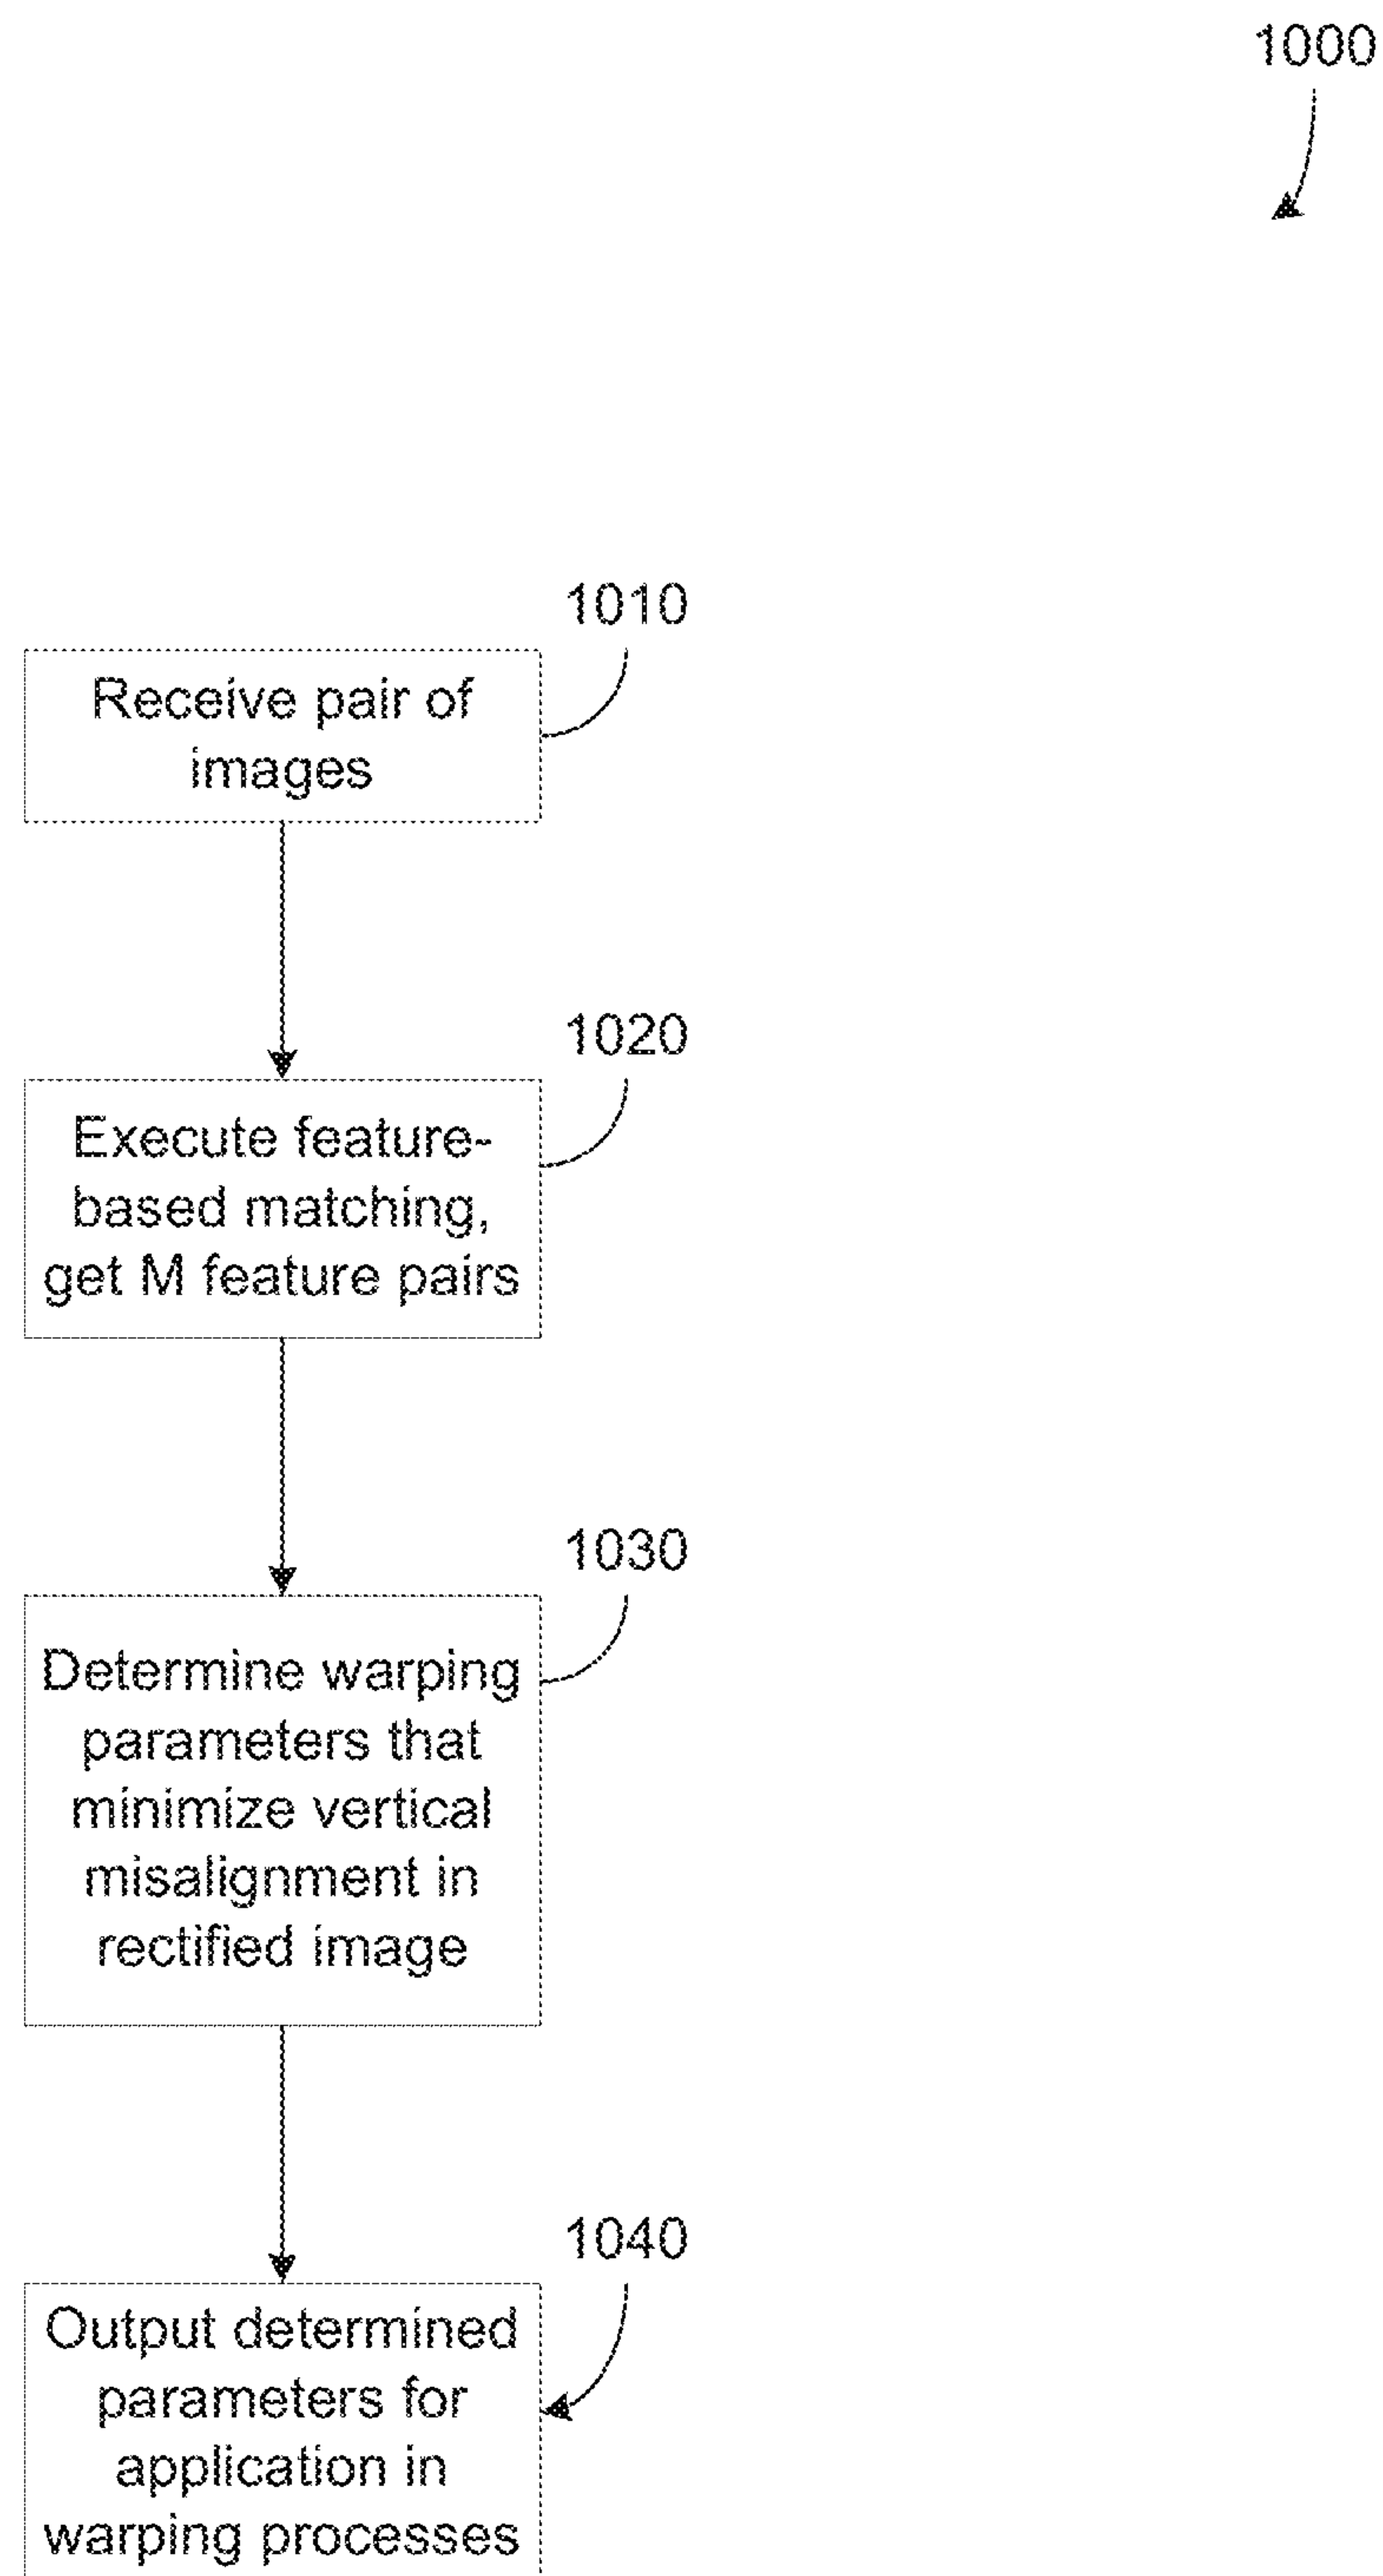 1000
1010
Receive pair of
images
1020
Execute feature-
based matching,
get M feature pairs
1030
Determine warping
parameters that
minimize vertical
misalignment in
rectified image
1040
Output determined
parameters for
application in
warping processes